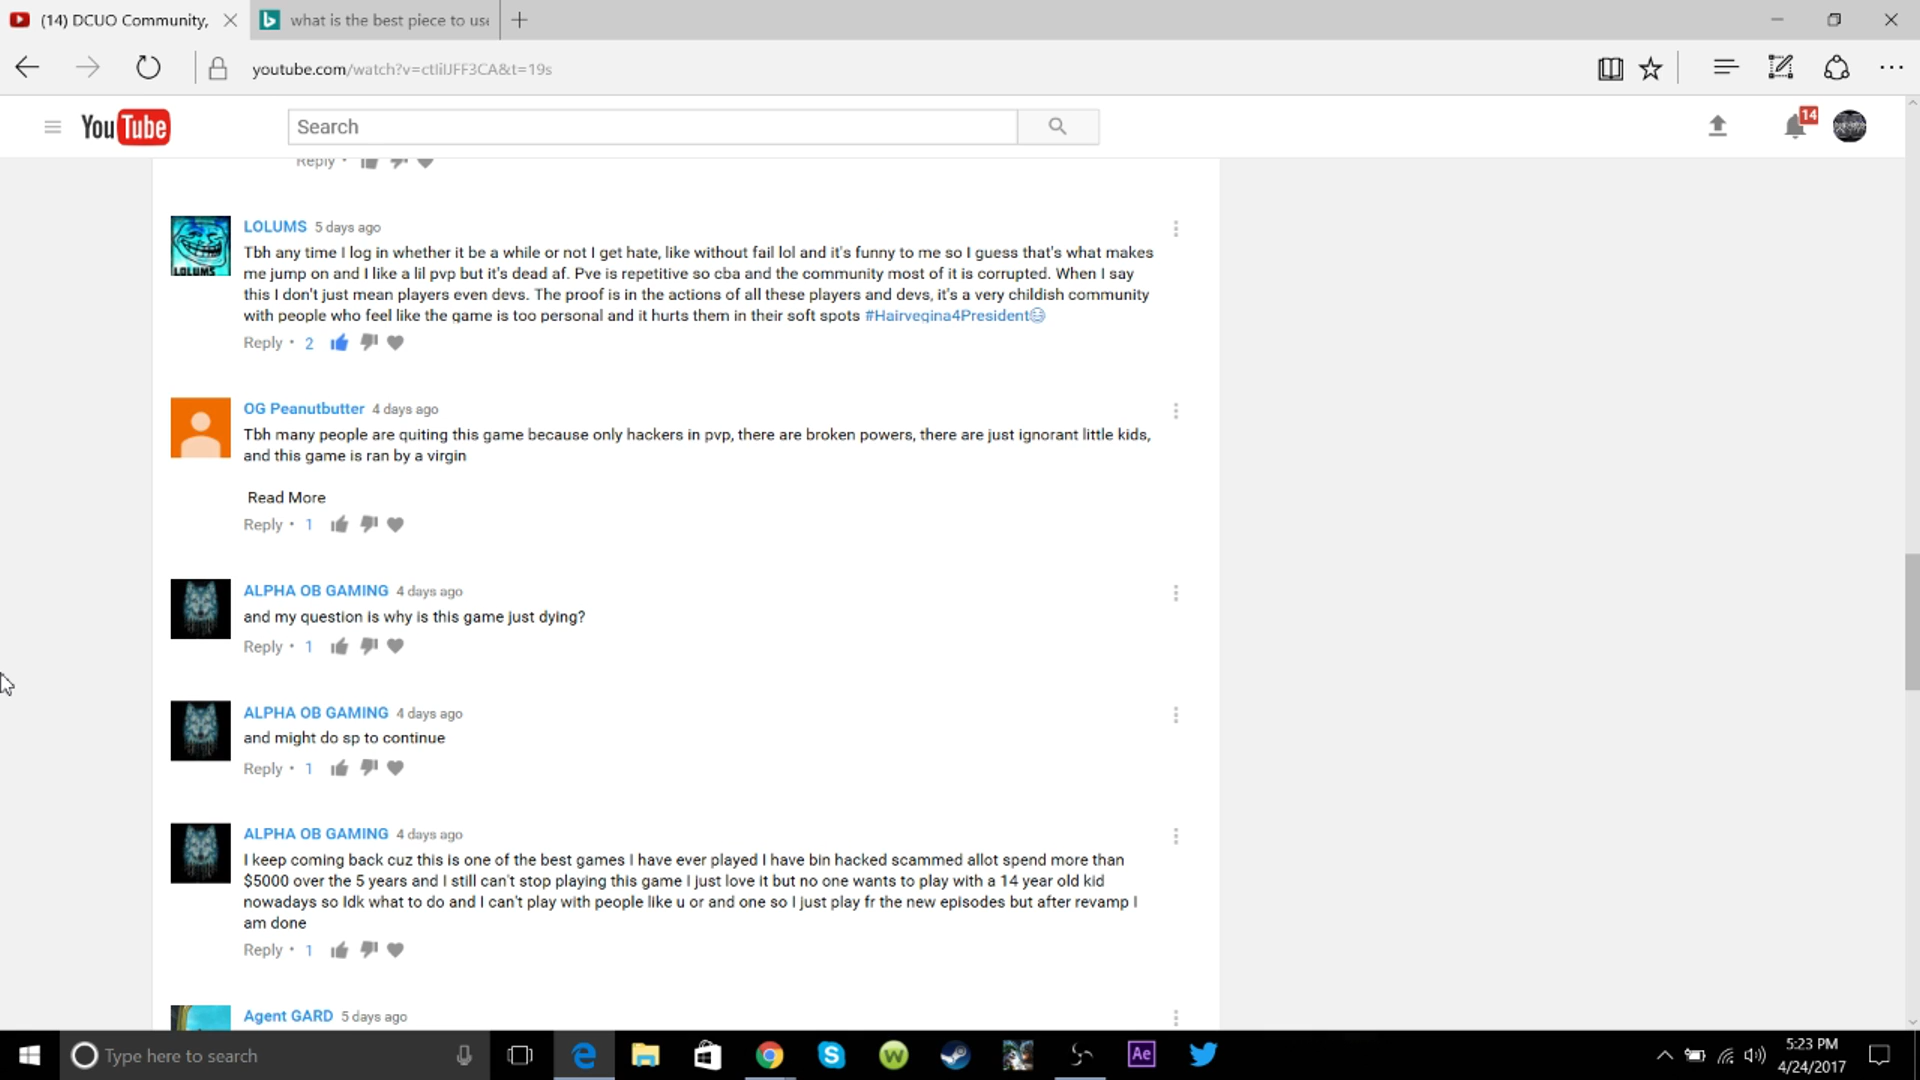 (14) DCUO Community,
what is the best piece to use
youtube.com/watch?v=ctIilJFF3CA&t=19s
YouTube
Search
14
Reply •
LOLUMS 5 days ago
Tbh any time I log in whether it be a while or not I get hate, like without fail lol and it's funny to me so I guess that's what makes
me jump on and I like a lil pvp but it's dead af. Pve is repetitive so cba and the community most of it is corrupted. When I say
this I don't just mean players even devs. The proof is in the actions of all these players and devs, it's a very childish community
with people who feel like the game is too personal and it hurts them in their soft spots #Hairvegina4President😂
LOLUMS
Reply • 2
OG Peanutbutter 4 days ago
Tbh many people are quiting this game because only hackers in pvp, there are broken powers, there are just ignorant little kids,
and this game is ran by a virgin
Read More
Reply • 1
ALPHA OB GAMING 4 days ago
and my question is why is this game just dying?
Reply • 1
ALPHA OB GAMING 4 days ago
and might do sp to continue
Reply • 1
ALPHA OB GAMING 4 days ago
I keep coming back cuz this is one of the best games I have ever played I have bin hacked scammed allot spend more than
$5000 over the 5 years and I still can't stop playing this game I just love it but no one wants to play with a 14 year old kid
nowadays so Idk what to do and I can't play with people like u or and one so I just play fr the new episodes but after revamp I
am done
Reply • 1
Agent GARD 5 days ago
Type here to search
Ae
5:23 PM
4/24/2017